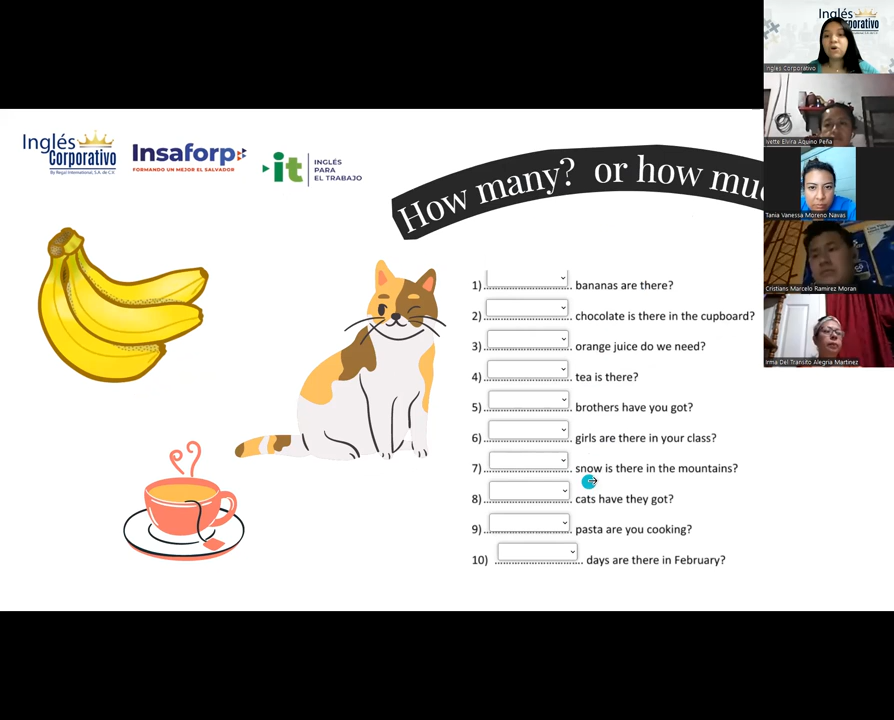 Inglés
Corporativo
By Regal International, S.A. de C.V.
Insaforp
FORMANDO UN MEJOR EL SALVADOR
it
INGLÉS
PARA
EL TRABAJO
How many? or how muc
1) bananas are there?
2) chocolate is there in the cupboard?
3) orange juice do we need?
4) tea is there?
5) brothers have you got?
6) girls are there in your class?
7) snow is there in the mountains?
8) cats have they got?
9) pasta are you cooking?
10) days are there in February?
Inglés
Corporativo
Ingles Corporativo
Ivette Elvira Aquino Peña
Tania Vanessa Moreno Navas
Cristians Marcelo Ramirez Moran
Irma Del Transito Alegria Martinez